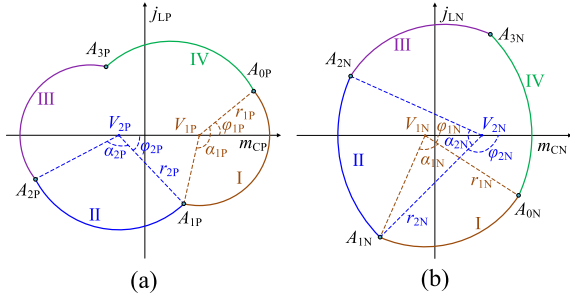 j_LP
A_3P
IV
A_0P
III
V_2P
V_1P
r_1P
φ_1P
m_CP
α_2P
φ_2P
α_1P
r_2P
I
A_2P
II
A_1P
(a)
j_LN
A_3N
III
A_2N
IV
V_1N
φ_1N
V_2N
m_CN
α_2N
α_1N
φ_2N
II
r_1N
r_2N
A_0N
I
A_1N
(b)